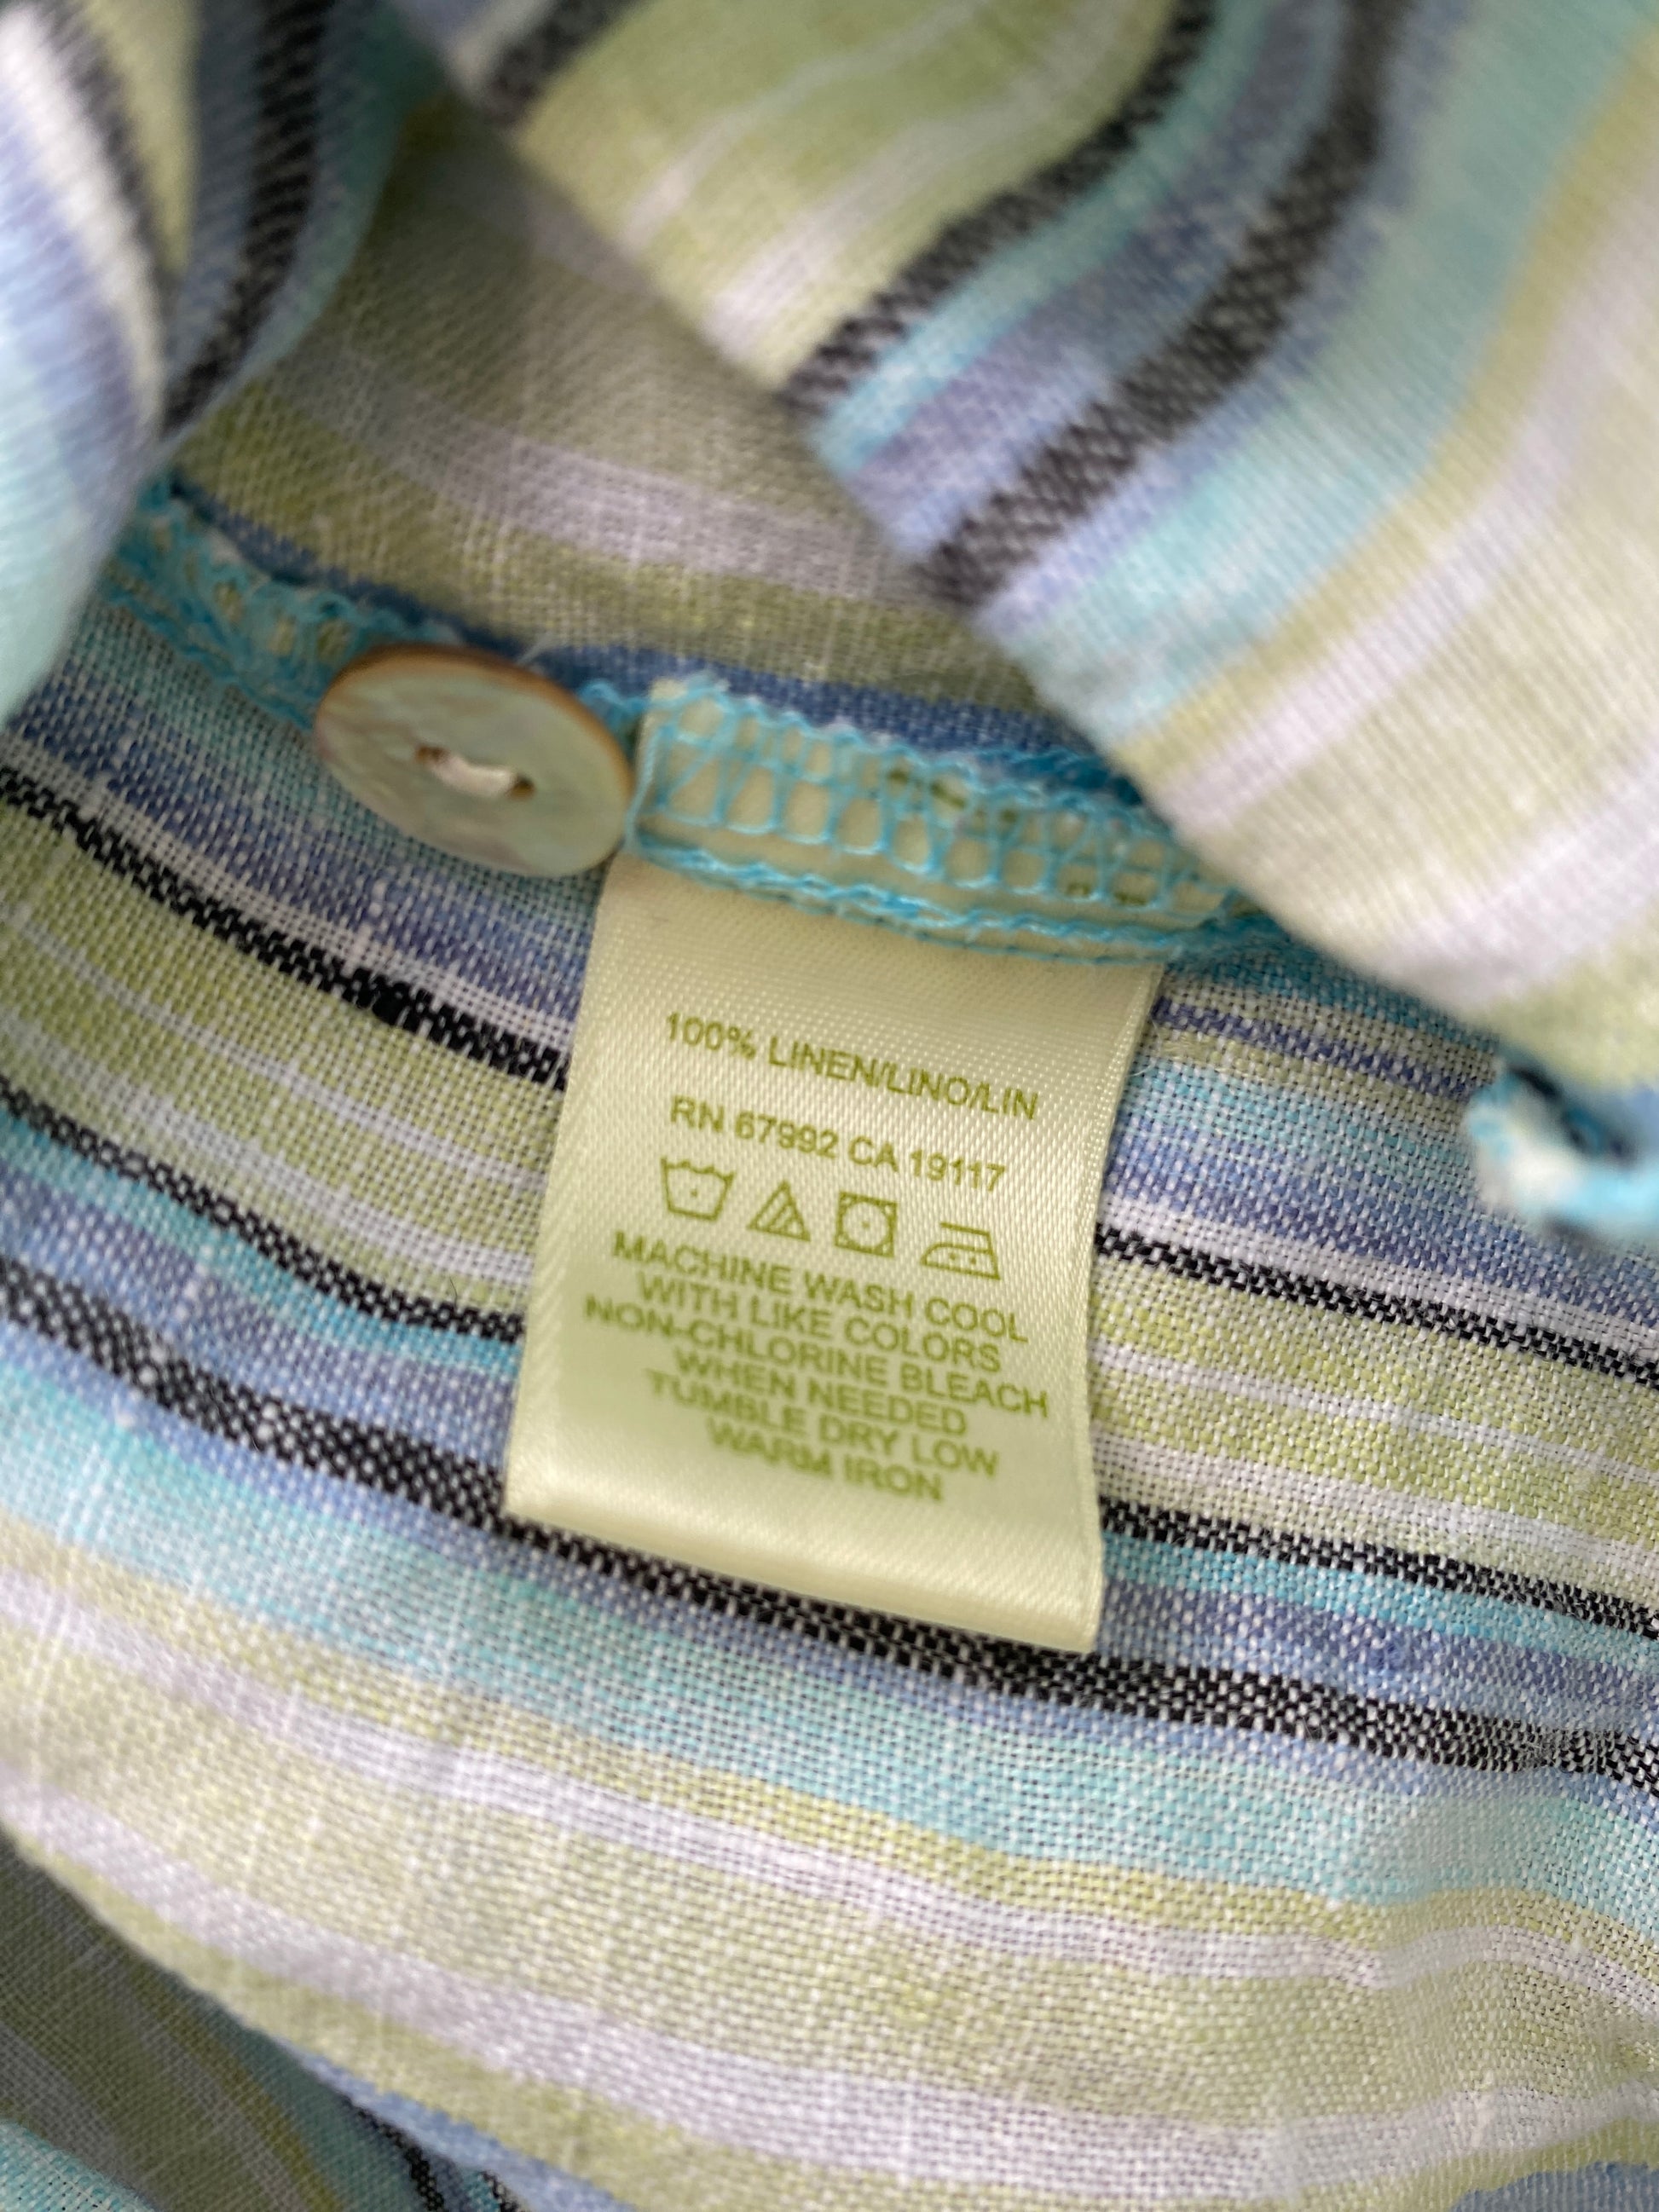 100% LINEN/LINO/LIN
RN 67992 CA 19117
MACHINE WASH COOL
WITH LIKE COLORS
NON-CHLORINE BLEACH
WHEN NEEDED
TUMBLE DRY LOW
WARM IRON